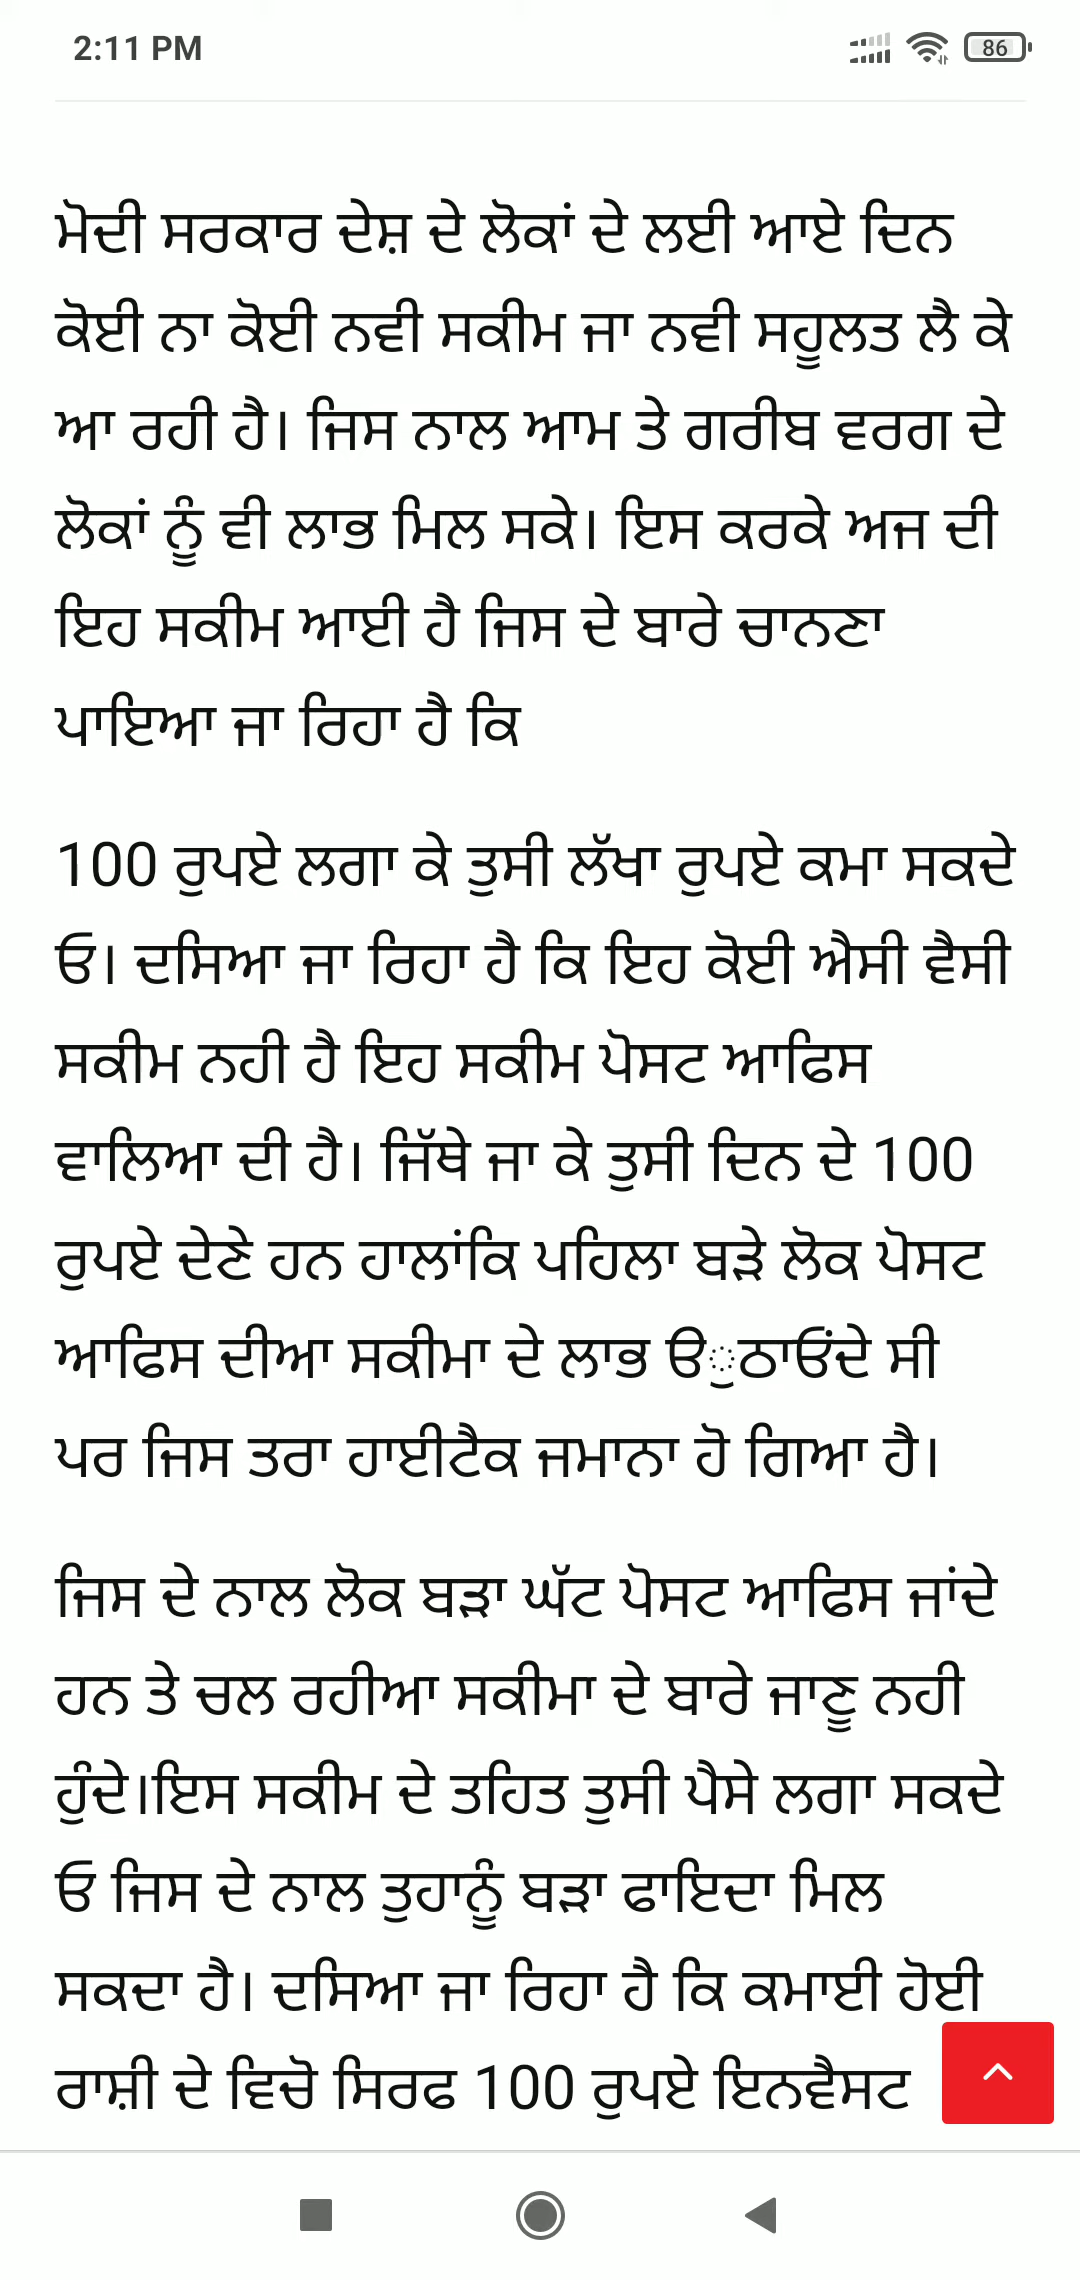 2:11 PM
86
ਮੋਦੀ ਸਰਕਾਰ ਦੇਸ਼ ਦੇ ਲੋਕਾਂ ਦੇ ਲਈ ਆਏ ਦਿਨ
ਕੋਈ ਨਾ ਕੋਈ ਨਵੀ ਸਕੀਮ ਜਾ ਨਵੀ ਸਹੂਲਤ ਲੈ ਕੇ
ਆ ਰਹੀ ਹੈ। ਜਿਸ ਨਾਲ ਆਮ ਤੇ ਗਰੀਬ ਵਰਗ ਦੇ
ਲੋਕਾਂ ਨੂੰ ਵੀ ਲਾਭ ਮਿਲ ਸਕੇ। ਇਸ ਕਰਕੇ ਅਜ ਦੀ
ਇਹ ਸਕੀਮ ਆਈ ਹੈ ਜਿਸ ਦੇ ਬਾਰੇ ਚਾਨਣਾ
ਪਾਇਆ ਜਾ ਰਿਹਾ ਹੈ ਕਿ
100 ਰੁਪਏ ਲਗਾ ਕੇ ਤੁਸੀ ਲੱਖਾ ਰੁਪਏ ਕਮਾ ਸਕਦੇ
ਓ। ਦਸਿਆ ਜਾ ਰਿਹਾ ਹੈ ਕਿ ਇਹ ਕੋਈ ਐਸੀ ਵੈਸੀ
ਸਕੀਮ ਨਹੀ ਹੈ ਇਹ ਸਕੀਮ ਪੋਸਟ ਆਫਿਸ
ਵਾਲਿਆ ਦੀ ਹੈ। ਜਿੱਥੇ ਜਾ ਕੇ ਤੁਸੀ ਦਿਨ ਦੇ 100
ਰੁਪਏ ਦੇਣੇ ਹਨ ਹਾਲਾਂਕਿ ਪਹਿਲਾ ਬੜੇ ਲੋਕ ਪੋਸਟ
ਆਫਿਸ ਦੀਆ ਸਕੀਮਾ ਦੇ ਲਾਭ ੳੁਠਾਓਂਦੇ ਸੀ
ਪਰ ਜਿਸ ਤਰਾ ਹਾਈਟੈਕ ਜਮਾਨਾ ਹੋ ਗਿਆ ਹੈ।
ਜਿਸ ਦੇ ਨਾਲ ਲੋਕ ਬੜਾ ਘੱਟ ਪੋਸਟ ਆਫਿਸ ਜਾਂਦੇ
ਹਨ ਤੇ ਚਲ ਰਹੀਆ ਸਕੀਮਾ ਦੇ ਬਾਰੇ ਜਾਣੂ ਨਹੀ
ਹੁੰਦੇ।ਇਸ ਸਕੀਮ ਦੇ ਤਹਿਤ ਤੁਸੀ ਪੈਸੇ ਲਗਾ ਸਕਦੇ
ਓ ਜਿਸ ਦੇ ਨਾਲ ਤੁਹਾਨੂੰ ਬੜਾ ਫਾਇਦਾ ਮਿਲ
ਸਕਦਾ ਹੈ। ਦਸਿਆ ਜਾ ਰਿਹਾ ਹੈ ਕਿ ਕਮਾਈ ਹੋਈ
ਰਾਸ਼ੀ ਦੇ ਵਿਚੋ ਸਿਰਫ 100 ਰੁਪਏ ਇਨਵੈਸਟ